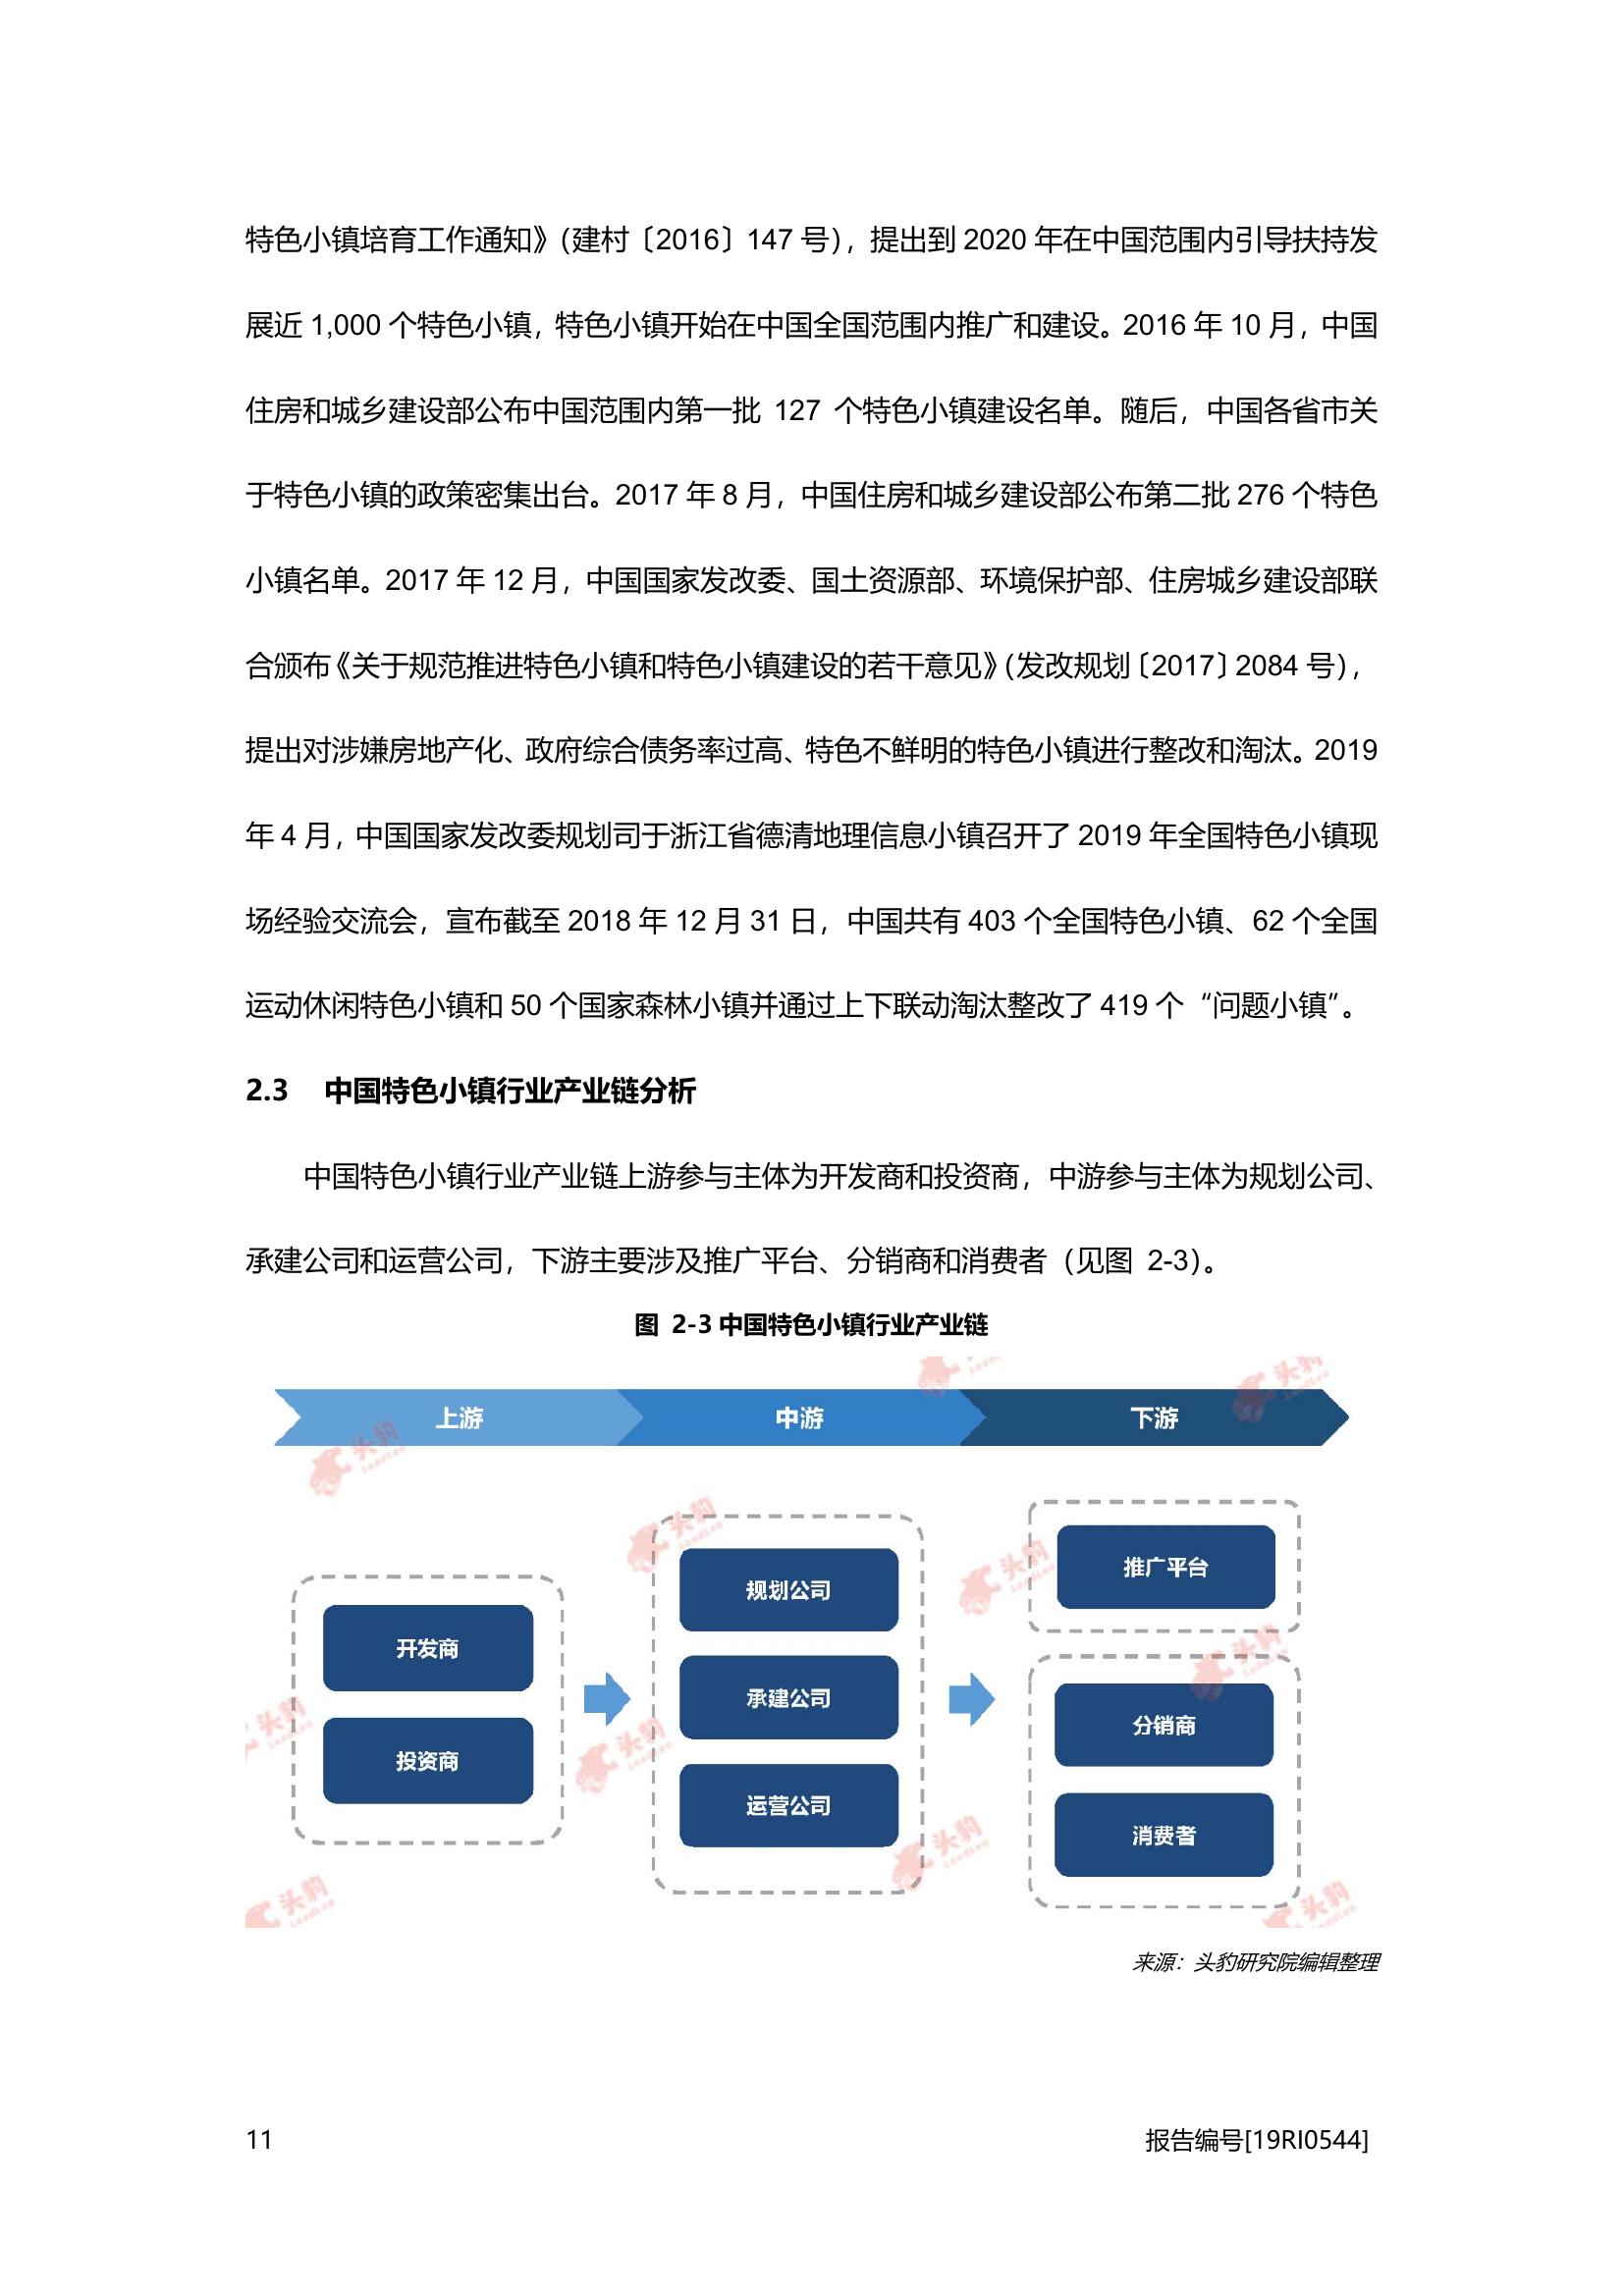 特色小镇培育工作通知》（建村〔2016〕147 号），提出到 2020 年在中国范围内引导扶持发
展近 1,000 个特色小镇，特色小镇开始在中国全国范围内推广和建设。2016 年 10 月，中国
住房和城乡建设部公布中国范围内第一批 127 个特色小镇建设名单。随后，中国各省市关
于特色小镇的政策密集出台。2017 年 8 月，中国住房和城乡建设部公布第二批 276 个特色
小镇名单。2017 年 12 月，中国国家发改委、国土资源部、环境保护部、住房城乡建设部联
合颁布《关于规范推进特色小镇和特色小镇建设的若干意见》（发改规划〔2017〕2084 号），
提出对涉嫌房地产化、政府综合债务率过高、特色不鲜明的特色小镇进行整改和淘汰。2019
年 4 月，中国国家发改委规划司于浙江省德清地理信息小镇召开了 2019 年全国特色小镇现
场经验交流会，宣布截至 2018 年 12 月 31 日，中国共有 403 个全国特色小镇、62 个全国
运动休闲特色小镇和 50 个国家森林小镇并通过上下联动淘汰整改了 419 个“问题小镇”。
2.3 中国特色小镇行业产业链分析
中国特色小镇行业产业链上游参与主体为开发商和投资商，中游参与主体为规划公司、
承建公司和运营公司，下游主要涉及推广平台、分销商和消费者（见图 2-3）。
图 2-3 中国特色小镇行业产业链
上游 中游 下游
开发商
投资商
规划公司
承建公司
运营公司
推广平台
分销商
消费者
头豹
LeadLeo
来源：头豹研究院编辑整理
11 报告编号[19RI0544]